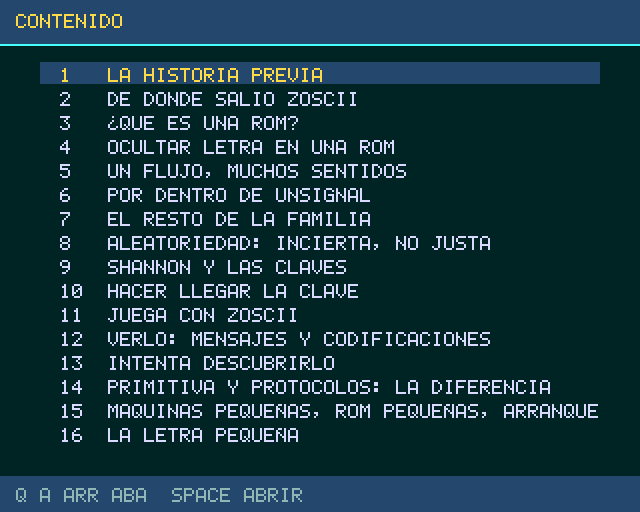 CONTENIDO
1 LA HISTORIA PREVIA
2 DE DONDE SALIO ZOSCII
3 ¿QUE ES UNA ROM?
4 OCULTAR LETRA EN UNA ROM
5 UN FLUJO, MUCHOS SENTIDOS
6 POR DENTRO DE UNSIGNAL
7 EL RESTO DE LA FAMILIA
8 ALEATORIEDAD: INCIERTA, NO JUSTA
9 SHANNON Y LAS CLAVES
10 HACER LLEGAR LA CLAVE
11 JUEGA CON ZOSCII
12 VERLO: MENSAJES Y CODIFICACIONES
13 INTENTA DESCUBRIRLO
14 PRIMITIVA Y PROTOCOLOS: LA DIFERENCIA
15 MAQUINAS PEQUEÑAS, ROM PEQUEÑAS, ARRANQUE
16 LA LETRA PEQUEÑA
Q A ARR ABA SPACE ABRIR